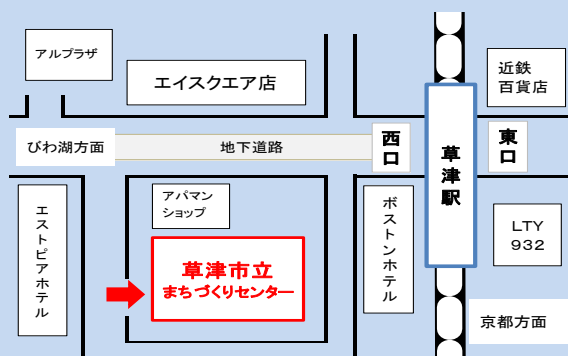 アルプラザ
エイスクエア店
近鉄
百貨店
びわ湖方面
地下道路
西口
草津駅
東口
エストピアホテル
アパマン
ショップ
草津市立
まちづくりセンター
ボストンホテル
LTY
932
京都方面